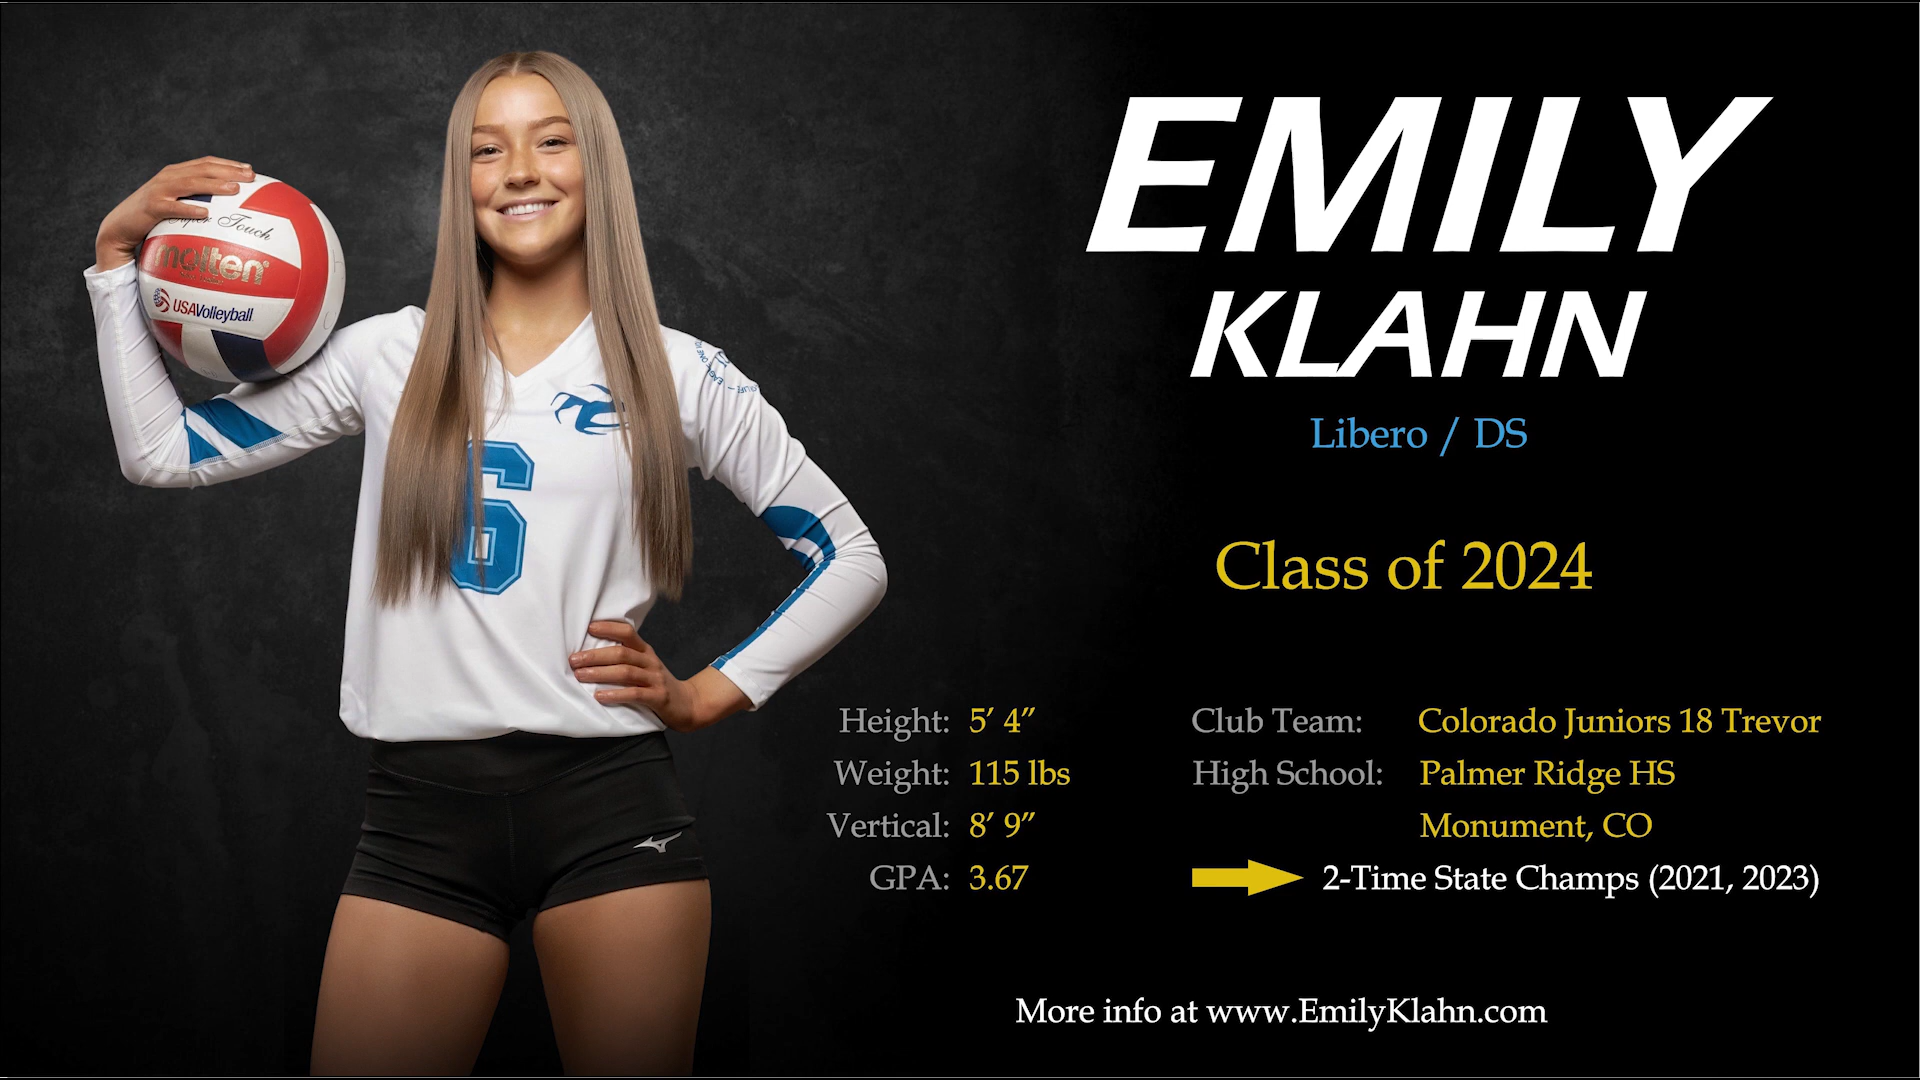 EMILY
KLAHN
Libero / DS
Class of 2024
Super Touch
molten
USAVolleyball
6
Height: 5’ 4”
Weight: 115 lbs
Vertical: 8’ 9”
GPA: 3.67
Club Team: Colorado Juniors 18 Trevor
High School: Palmer Ridge HS
Monument, CO
2-Time State Champs (2021, 2023)
More info at www.EmilyKlahn.com